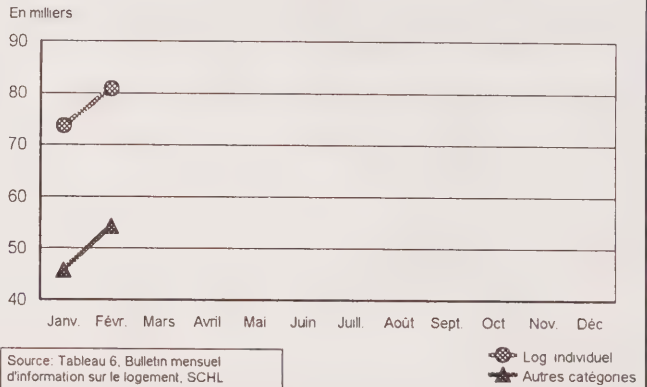 En milliers
90
80
70
60
50
40
Janv. Févr. Mars Avril Mai Juin Juill. Août Sept. Oct Nov. Déc
Source: Tableau 6, Bulletin mensuel
d'information sur le logement, SCHL
Log individuel
Autres catégories